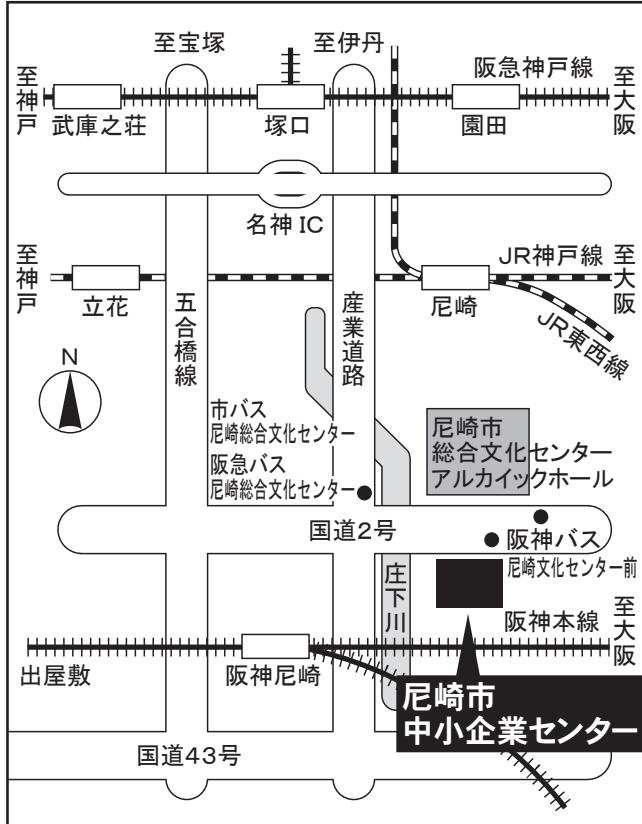 至宝塚
至伊丹
阪急神戸線
至神戸
至大阪
武庫之荘
塚口
園田
名神 IC
至神戸
JR神戸線
至大阪
立花
尼崎
JR東西線
五合橋線
産業道路
N
市バス
尼崎総合文化センター
阪急バス
尼崎総合文化センター
尼崎市
総合文化センター
アルカイックホール
国道2号
阪神バス
尼崎文化センター前
庄下川
阪神本線
至大阪
出屋敷
阪神尼崎
尼崎市
中小企業センター
国道43号